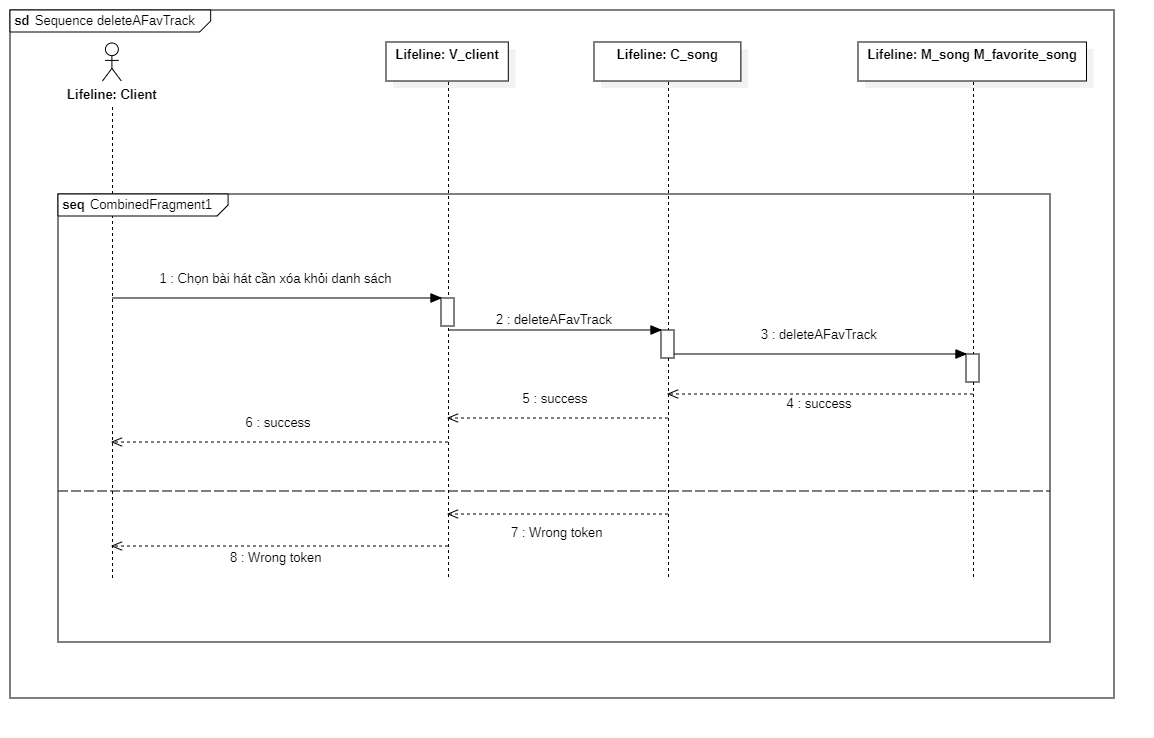 sd Sequence deleteAFavTrack
Lifeline: Client
Lifeline: V_client
Lifeline: C_song
Lifeline: M_song M_favorite_song
seq CombinedFragment1
1 : Chọn bài hát cần xóa khỏi danh sách
2 : deleteAFavTrack
3 : deleteAFavTrack
4 : success
5 : success
6 : success
7 : Wrong token
8 : Wrong token